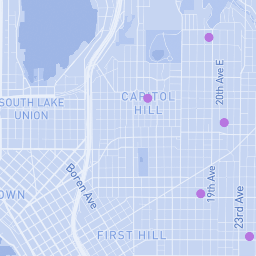 20th Ave E
CAPITOL
HILL
SOUTH LAKE
UNION
Boren Ave
19th Ave
23rd Ave
OWN
FIRST HILL